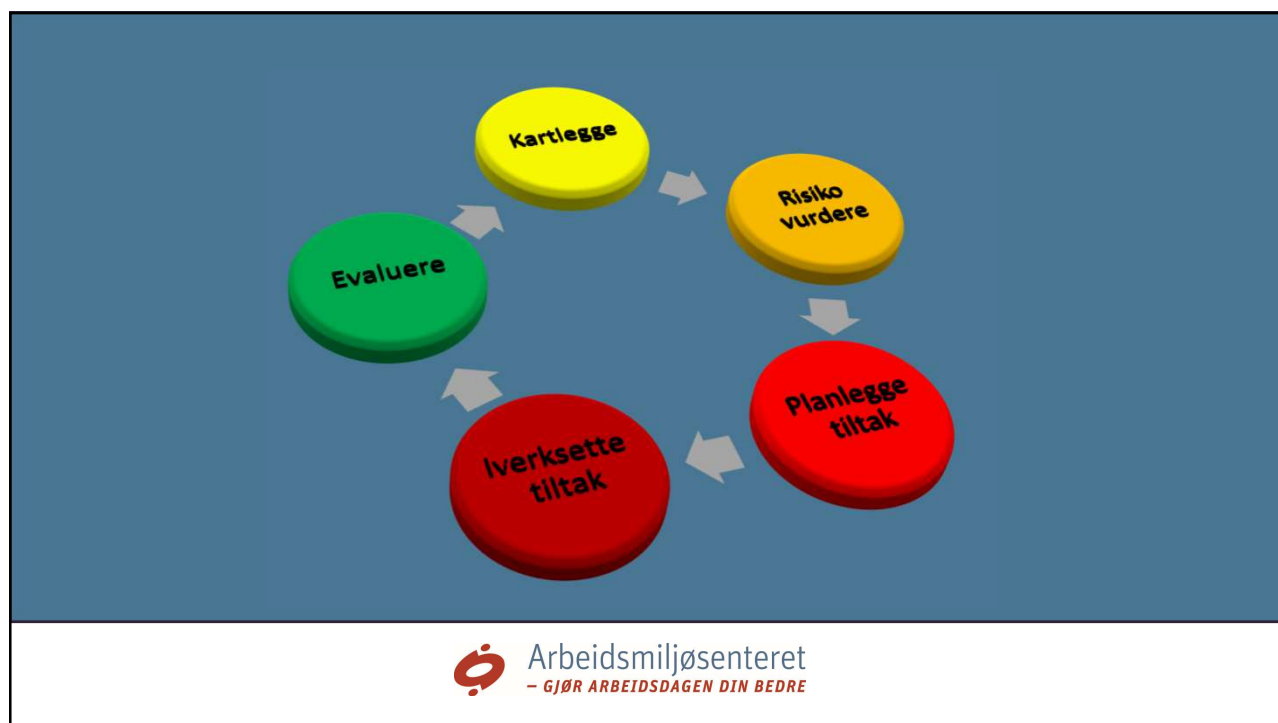 Kartlegge
Risiko
vurdere
Planlegge
tiltak
Iverksette
tiltak
Evaluere
Arbeidsmiljøsenteret
– GJØR ARBEIDSDAGEN DIN BEDRE